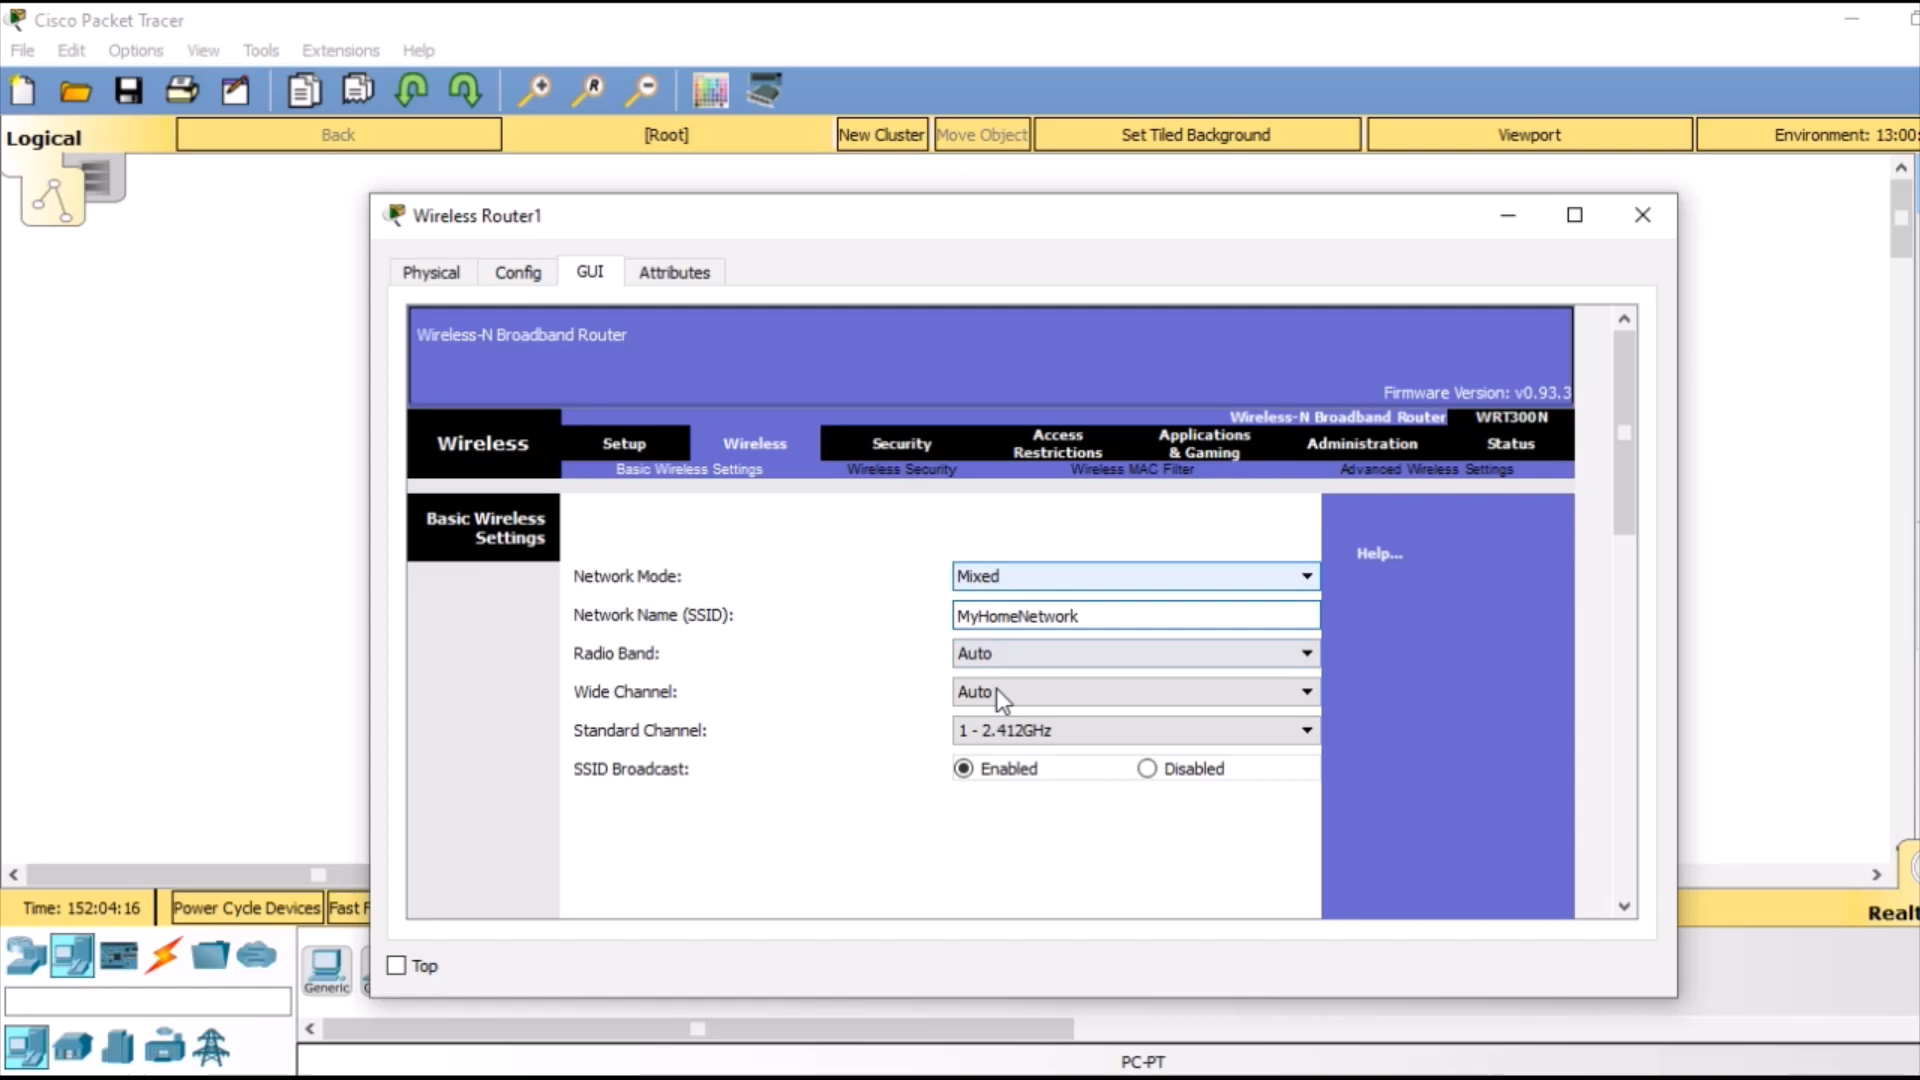 Cisco Packet Tracer
File Edit Options View Tools Extensions Help
R
Logical Back [Root] New Cluster Move Object Set Tiled Background Viewport Environment: 13:00:
Wireless Router1
Physical Config GUI Attributes
Wireless-N Broadband Router
Firmware Version: v0.93.3
Wireless-N Broadband Router WRT300N
Wireless Setup Wireless Security Access Restrictions Applications & Gaming Administration Status
Basic Wireless Settings Wireless Security Wireless MAC Filter Advanced Wireless Settings
Basic Wireless
Settings
Help...
Network Mode: Mixed
Network Name (SSID): MyHomeNetwork
Radio Band: Auto
Wide Channel: Auto
Standard Channel: 1 - 2.412GHz
SSID Broadcast: Enabled Disabled
Time: 152:04:16 Power Cycle Devices Fast F
Realt
Top
Generic
PC-PT